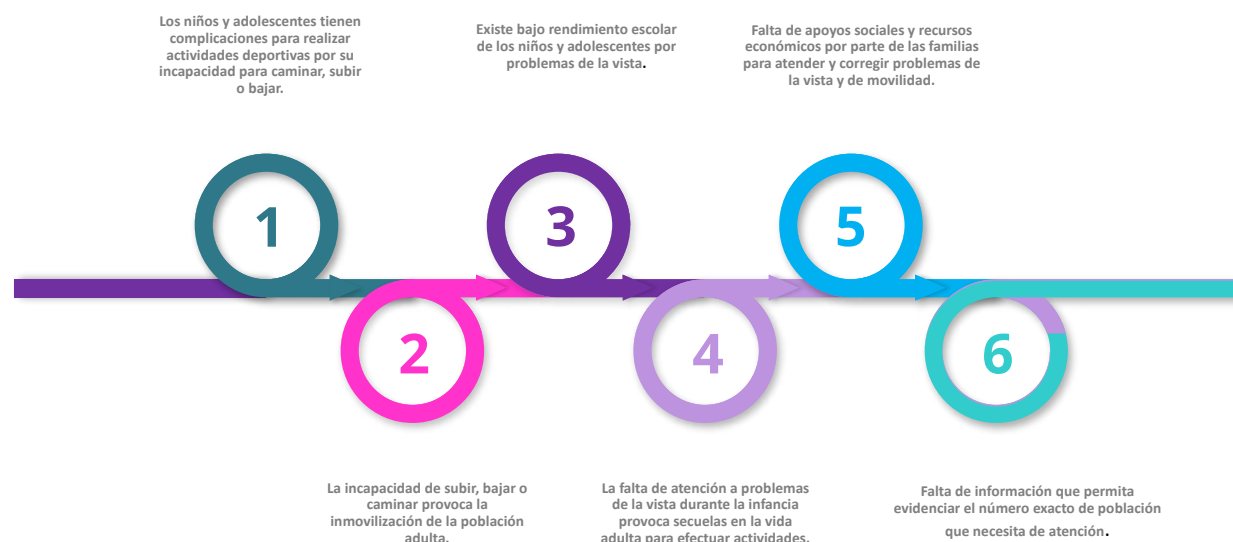 Los niños y adolescentes tienen
complicaciones para realizar
actividades deportivas por su
incapacidad para caminar, subir
o bajar.
Existe bajo rendimiento escolar
de los niños y adolescentes por
problemas de la vista.
Falta de apoyos sociales y recursos
económicos por parte de las familias
para atender y corregir problemas de
la vista y de movilidad.
1
3
5
2
4
6
La incapacidad de subir, bajar o
caminar provoca la
inmovilización de la población
adulta.
La falta de atención a problemas
de la vista durante la infancia
provoca secuelas en la vida
adulta para efectuar actividades.
Falta de información que permita
evidenciar el número exacto de población
que necesita de atención.